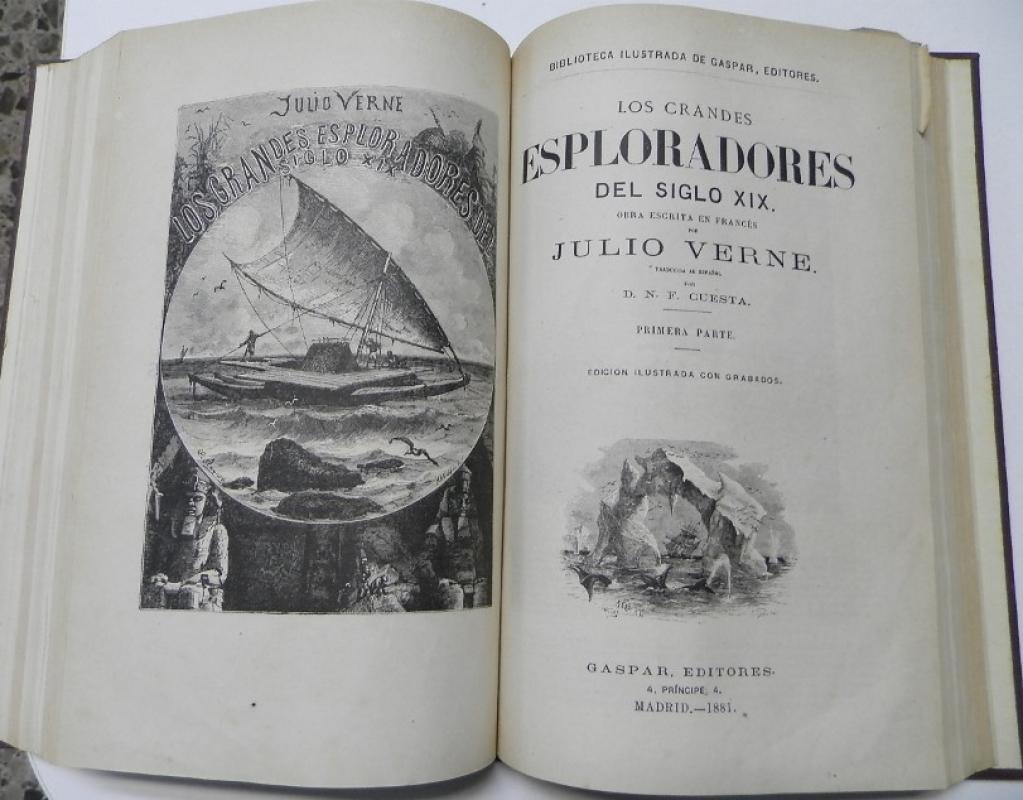 JULIO VERNE
LOS GRANDES ESPLORADORES DEL
SIGLO XIX
BIBLIOTECA ILUSTRADA DE GASPAR, EDITORES.
LOS GRANDES
ESPLORADORES
DEL SIGLO XIX.
OBRA ESCRITA EN FRANCÉS
POR
JULIO VERNE.
TRADUCIDA AL ESPAÑOL
POR
D. N. F. CUESTA.
PRIMERA PARTE.
EDICION ILUSTRADA CON GRABADOS.
GASPAR, EDITORES.
4, PRÍNCIPE, 4.
MADRID.—1881.